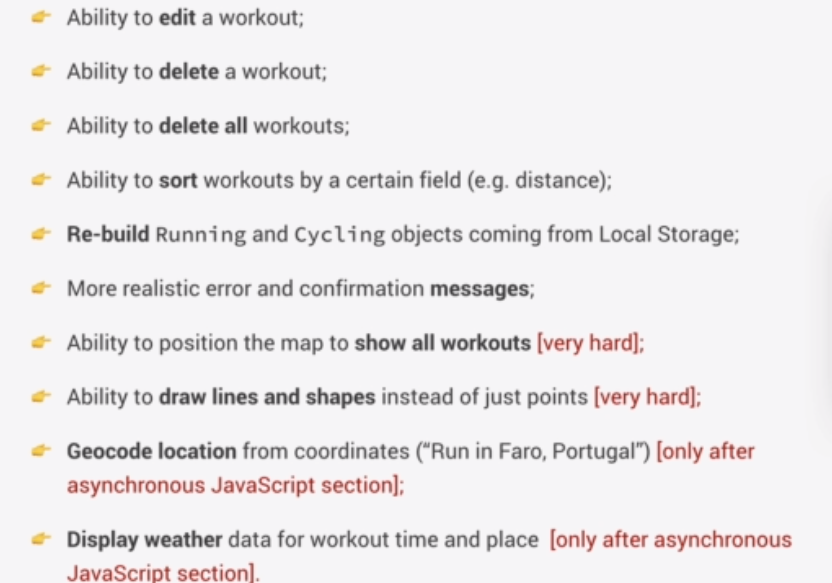 Ability to edit a workout;
Ability to delete a workout;
Ability to delete all workouts;
Ability to sort workouts by a certain field (e.g. distance);
Re-build Running and Cycling objects coming from Local Storage;
More realistic error and confirmation messages;
Ability to position the map to show all workouts [very hard];
Ability to draw lines and shapes instead of just points [very hard];
Geocode location from coordinates (“Run in Faro, Portugal”) [only after
asynchronous JavaScript section];
Display weather data for workout time and place [only after asynchronous
JavaScript section].